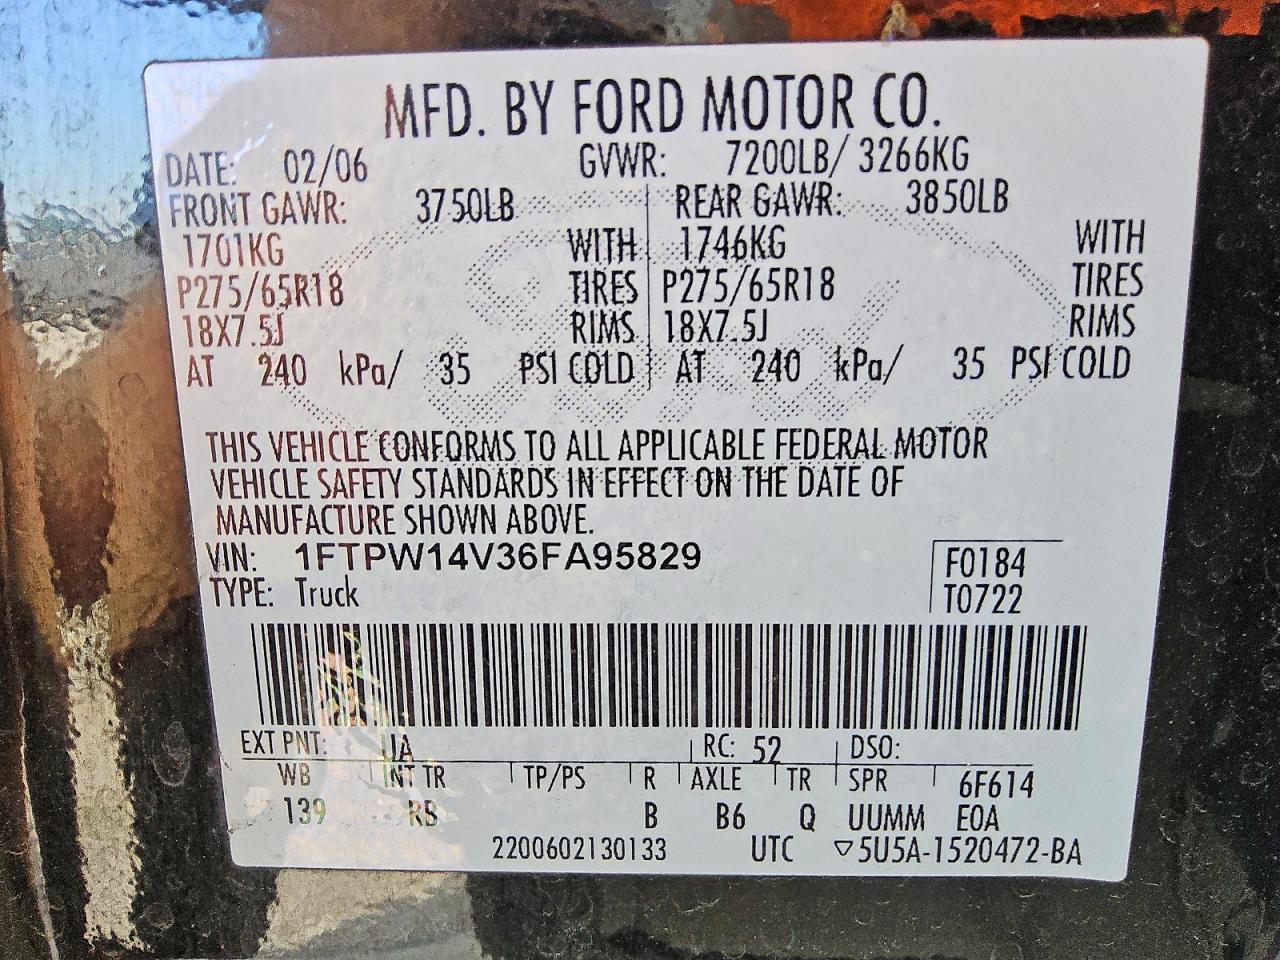 MFD. BY FORD MOTOR CO.
DATE: 02/06 GVWR: 7200LB/ 3266KG
FRONT GAWR: 3750LB REAR GAWR: 3850LB
1701KG WITH 1746KG WITH
P275/65R18 TIRES P275/65R18 TIRES
18X7.5J RIMS 18X7.5J RIMS
AT 240 kPa/ 35 PSI COLD AT 240 kPa/ 35 PSI COLD
THIS VEHICLE CONFORMS TO ALL APPLICABLE FEDERAL MOTOR
VEHICLE SAFETY STANDARDS IN EFFECT ON THE DATE OF
MANUFACTURE SHOWN ABOVE.
VIN: 1FTPW14V36FA95829 F0184
TYPE: Truck T0722
EXT PNT: UA RC: 52 DSO:
WB INT TR TP/PS R AXLE TR SPR 6F614
139 RB B B6 Q UUMM E0A
2200602130133 UTC ▽5U5A-1520472-BA